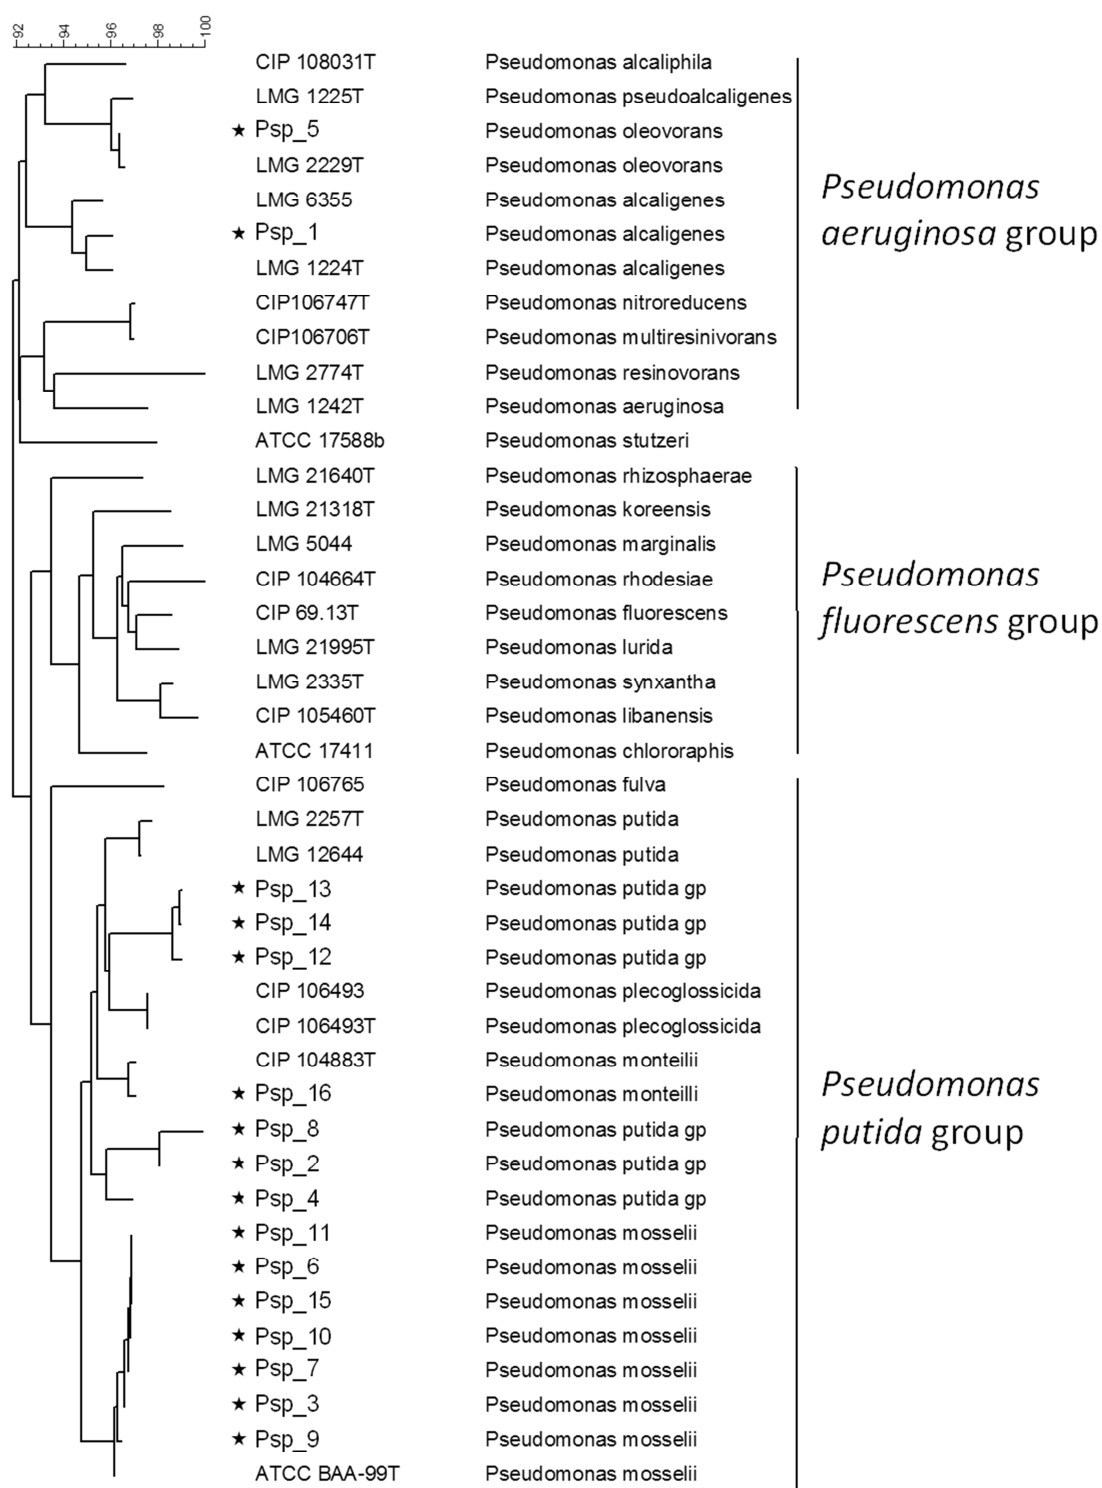 92 94 96 98 100
CIP 108031T Pseudomonas alcaliphila
LMG 1225T Pseudomonas pseudoalcaligenes
★ Psp_5 Pseudomonas oleovorans
LMG 2229T Pseudomonas oleovorans
LMG 6355 Pseudomonas alcaligenes
★ Psp_1 Pseudomonas alcaligenes
LMG 1224T Pseudomonas alcaligenes
CIP106747T Pseudomonas nitroreducens
CIP106706T Pseudomonas multiresinivorans
LMG 2774T Pseudomonas resinovorans
LMG 1242T Pseudomonas aeruginosa
Pseudomonas
aeruginosa group
ATCC 17588b Pseudomonas stutzeri
LMG 21640T Pseudomonas rhizosphaerae
LMG 21318T Pseudomonas koreensis
LMG 5044 Pseudomonas marginalis
CIP 104664T Pseudomonas rhodesiae
CIP 69.13T Pseudomonas fluorescens
LMG 21995T Pseudomonas lurida
LMG 2335T Pseudomonas synxantha
CIP 105460T Pseudomonas libanensis
ATCC 17411 Pseudomonas chlororaphis
Pseudomonas
fluorescens group
CIP 106765 Pseudomonas fulva
LMG 2257T Pseudomonas putida
LMG 12644 Pseudomonas putida
★ Psp_13 Pseudomonas putida gp
★ Psp_14 Pseudomonas putida gp
★ Psp_12 Pseudomonas putida gp
CIP 106493 Pseudomonas plecoglossicida
CIP 106493T Pseudomonas plecoglossicida
CIP 104883T Pseudomonas monteilii
★ Psp_16 Pseudomonas monteilli
★ Psp_8 Pseudomonas putida gp
★ Psp_2 Pseudomonas putida gp
★ Psp_4 Pseudomonas putida gp
★ Psp_11 Pseudomonas mosselii
★ Psp_6 Pseudomonas mosselii
★ Psp_15 Pseudomonas mosselii
★ Psp_10 Pseudomonas mosselii
★ Psp_7 Pseudomonas mosselii
★ Psp_3 Pseudomonas mosselii
★ Psp_9 Pseudomonas mosselii
ATCC BAA-99T Pseudomonas mosselii
Pseudomonas
putida group